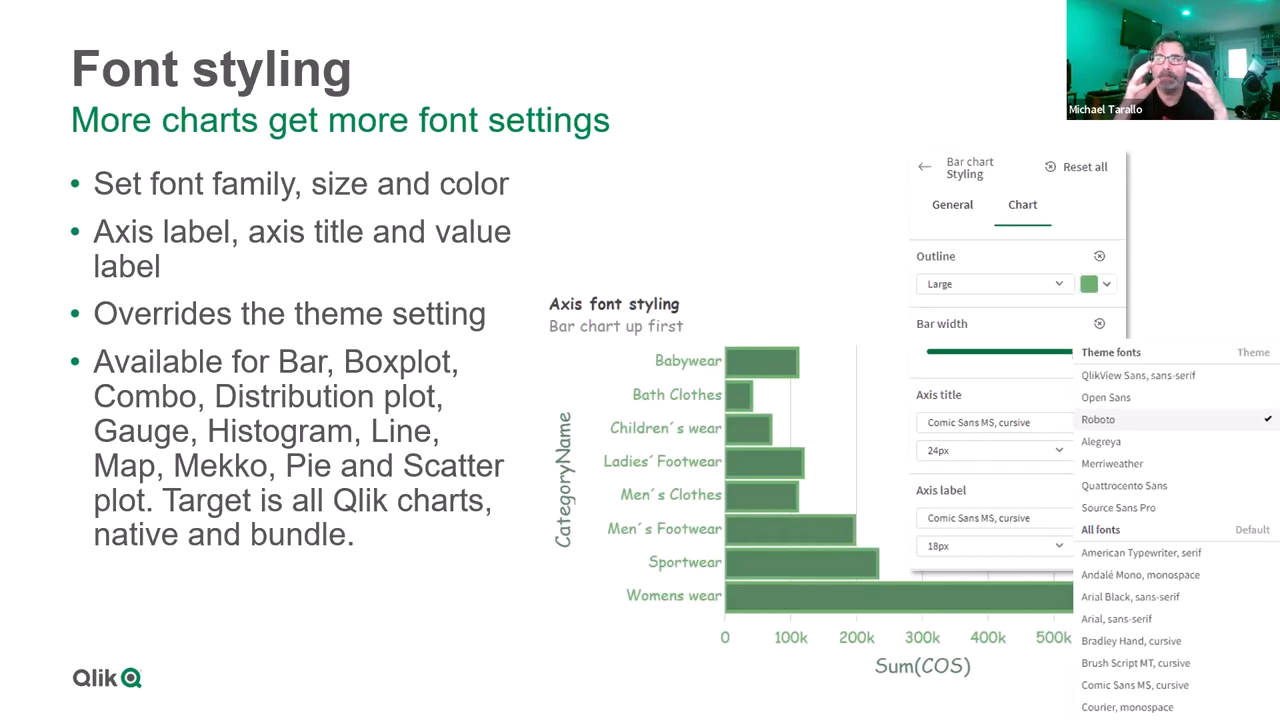 Font styling
More charts get more font settings
• Set font family, size and color
• Axis label, axis title and value
label
• Overrides the theme setting
• Available for Bar, Boxplot,
Combo, Distribution plot,
Gauge, Histogram, Line,
Map, Mekko, Pie and Scatter
plot. Target is all Qlik charts,
native and bundle.
Qlik
Michael Tarallo
Axis font styling
Bar chart up first
CategoryName
Babywear
Bath Clothes
Children´s wear
Ladies´Footwear
Men´s Clothes
Men´s Footwear
Sportwear
Womens wear
0 100k 200k 300k 400k 500k
Sum(COS)
Bar chart
Styling
Reset all
General Chart
Outline
Large
Bar width
Axis title
Comic Sans MS, cursive
24px
Axis label
Comic Sans MS, cursive
18px
Theme fonts Theme
QlikView Sans, sans-serif
Open Sans
Roboto
Alegreya
Merriweather
Quattrocento Sans
Source Sans Pro
All fonts Default
American Typewriter, serif
Andalé Mono, monospace
Arial Black, sans-serif
Arial, sans-serif
Bradley Hand, cursive
Brush Script MT, cursive
Comic Sans MS, cursive
Courier, monospace